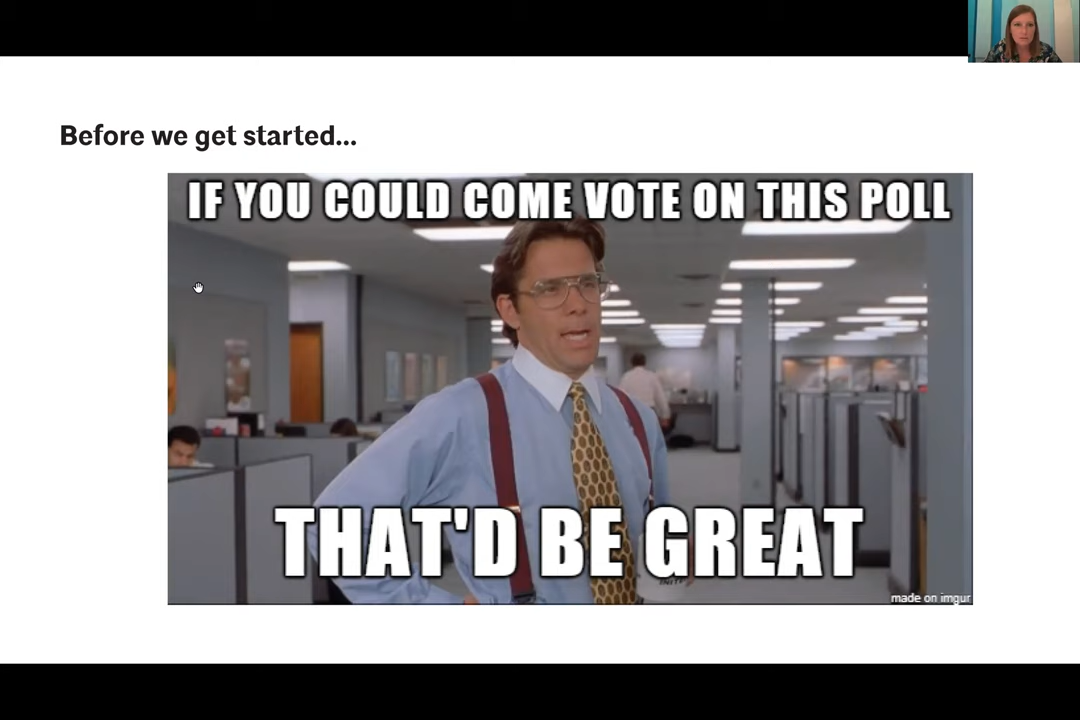 Before we get started...
IF YOU COULD COME VOTE ON THIS POLL
THAT'D BE GREAT
made on imgur